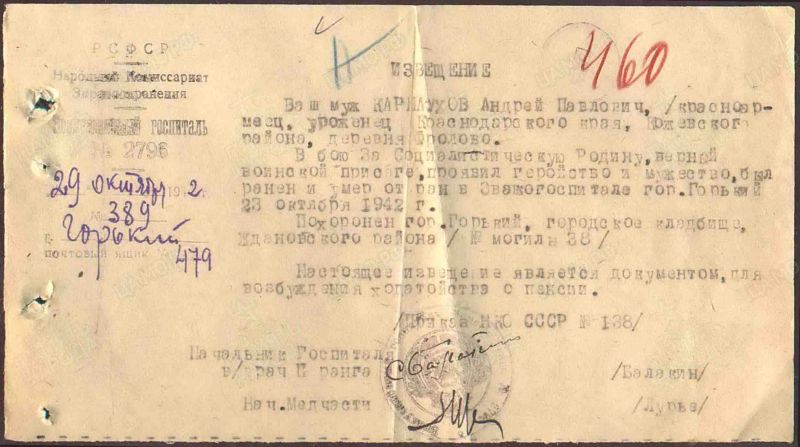 РСФСР
Народный Комиссариат
Здравоохранения
Эвакуационный госпиталь
№ 2796
29 октября 194 2
№ 389
г. Горький
почтовый ящик 479
460
ИЗВЕЩЕНИЕ
Ваш муж КАРНАУХОВ Андрей Павлович, /красноар-
меец, уроженец Краснодарского края,
района, деревня
В бою За Социалистическую Родину, верный
воинской присяге, проявил геройство и мужество, был
ранен и умер от ран в Эвакогоспитале гор.Горький
23 октября 1942 г.
Похоронен гор.Горький, городское кладбище,
Ждановского района / № могилы 38/
Настоящее извещение является документом, для
возбуждения ходатайства о пенсии.
/Приказ НКО СССР № 138/
Начальник Госпиталя
в/врач II ранга /Балакин/
Нач.Медчасти /Лурье/